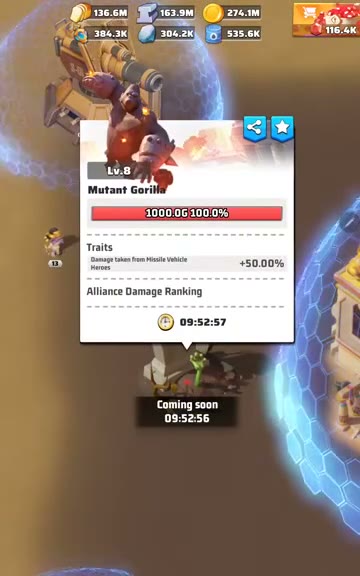 136.6M
163.9M
274.1M
384.3K
304.2K
535.6K
116.4K
Lv.8
Mutant Gorilla
1000.0G 100.0%
Traits
Damage taken from Missile Vehicle
Heroes
+50.00%
Alliance Damage Ranking
09:52:57
13
Coming soon
09:52:56